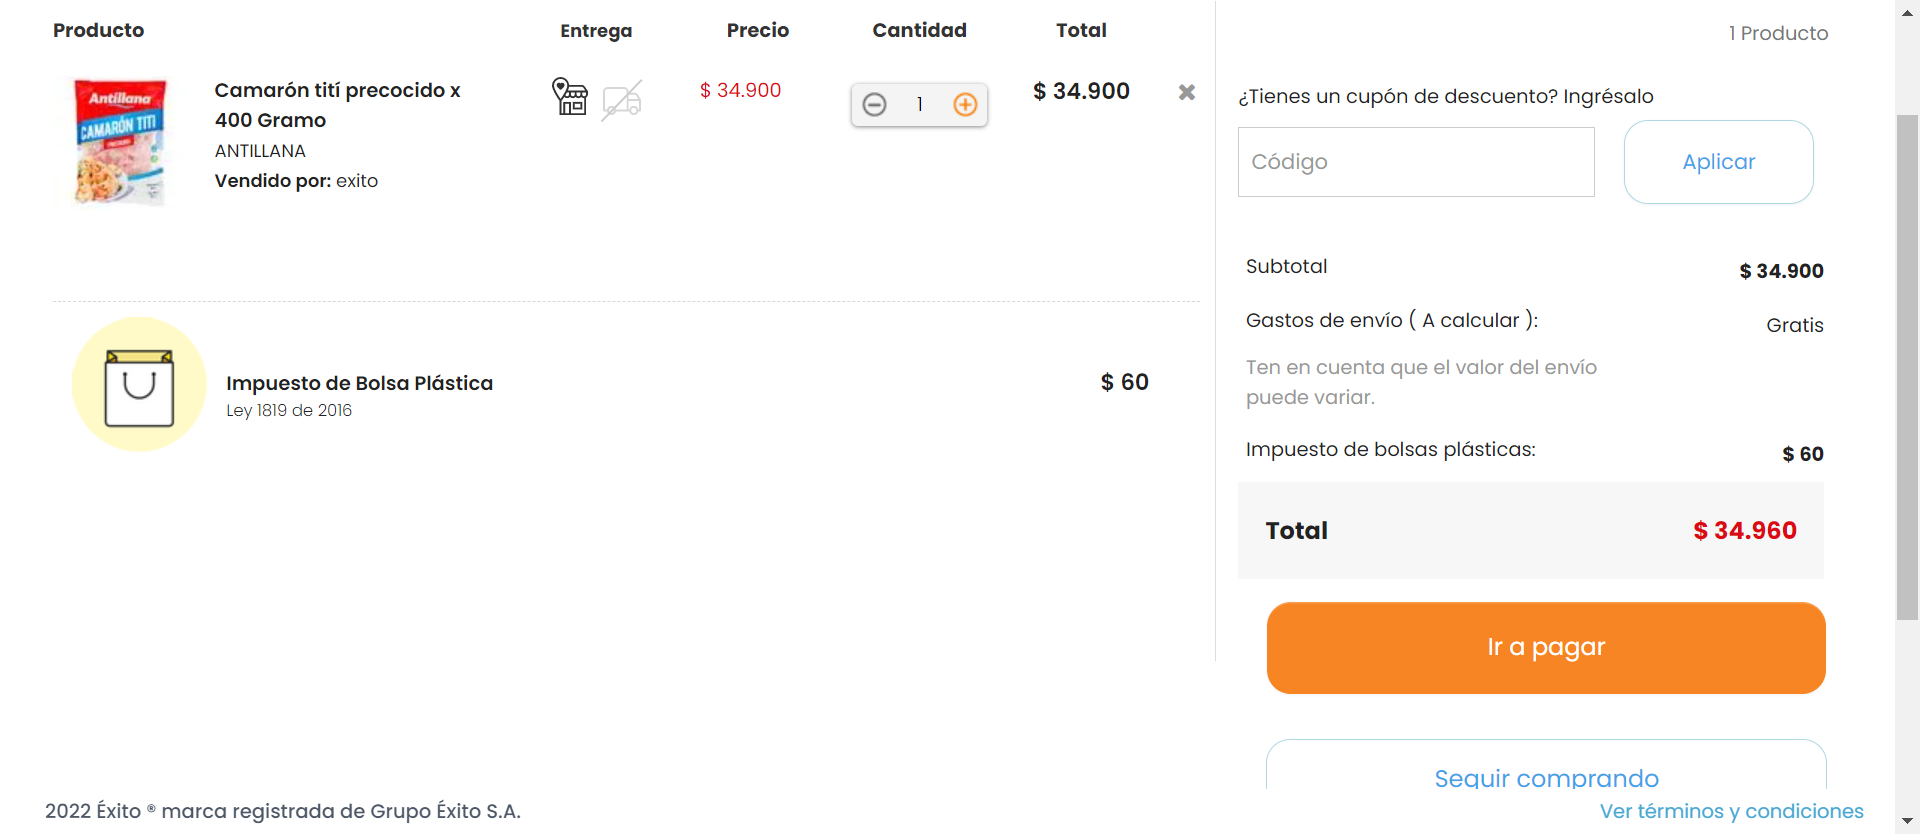 Producto Entrega Precio Cantidad Total
Antillana
CAMARÓN TITÍ
Camarón tití precocido x
400 Gramo
ANTILLANA
Vendido por: exito
$ 34.900
1
$ 34.900
Impuesto de Bolsa Plástica
Ley 1819 de 2016
$ 60
1 Producto
¿Tienes un cupón de descuento? Ingrésalo
Código
Aplicar
Subtotal
$ 34.900
Gastos de envío ( A calcular ):
Gratis
Ten en cuenta que el valor del envío
puede variar.
Impuesto de bolsas plásticas:
$ 60
Total
$ 34.960
Ir a pagar
Seguir comprando
2022 Éxito ® marca registrada de Grupo Éxito S.A.
Ver términos y condiciones